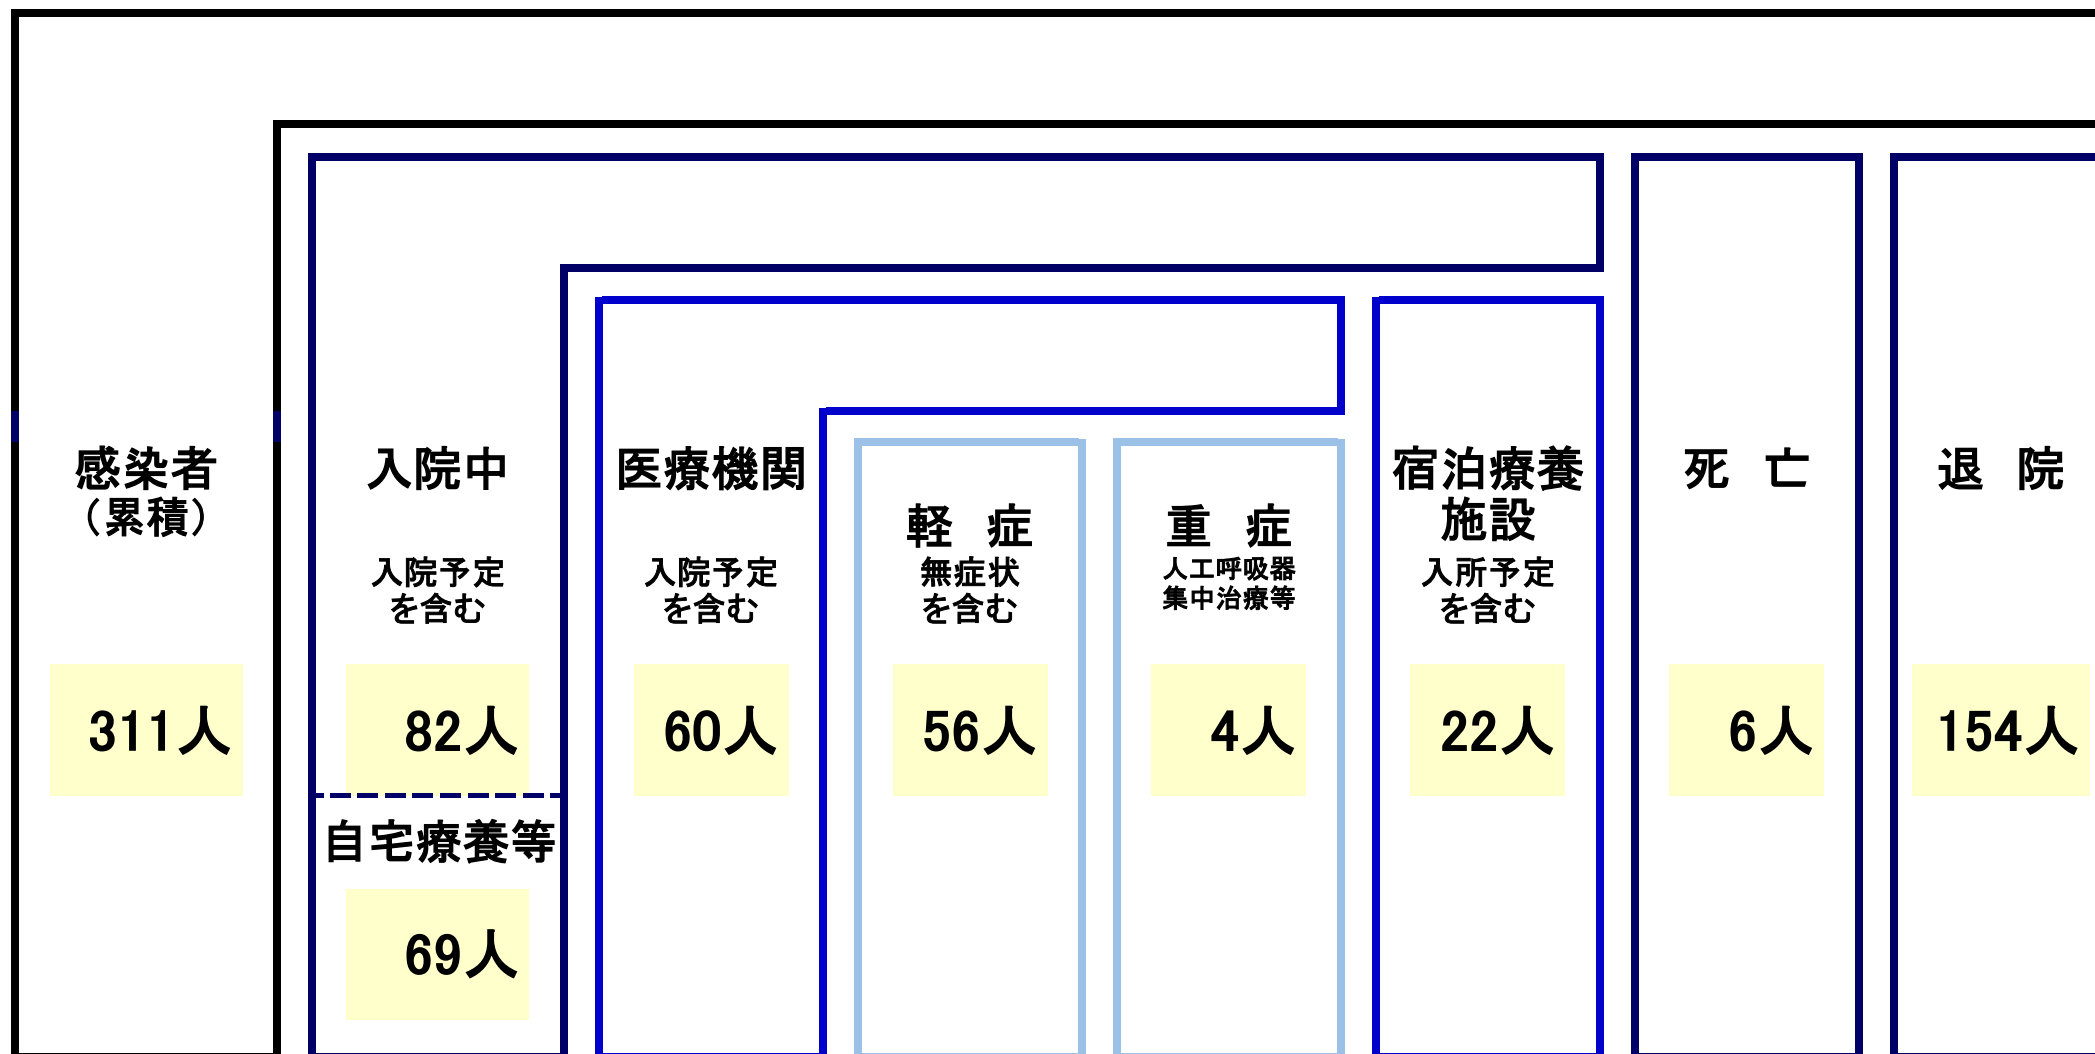 感染者
（累積）
311人
入院中
入院予定
を含む
82人
自宅療養等
69人
医療機関
入院予定
を含む
60人
軽　症
無症状
を含む
56人
重　症
人工呼吸器
集中治療等
4人
宿泊療養
施設
入所予定
を含む
22人
死　亡
6人
退　院
154人